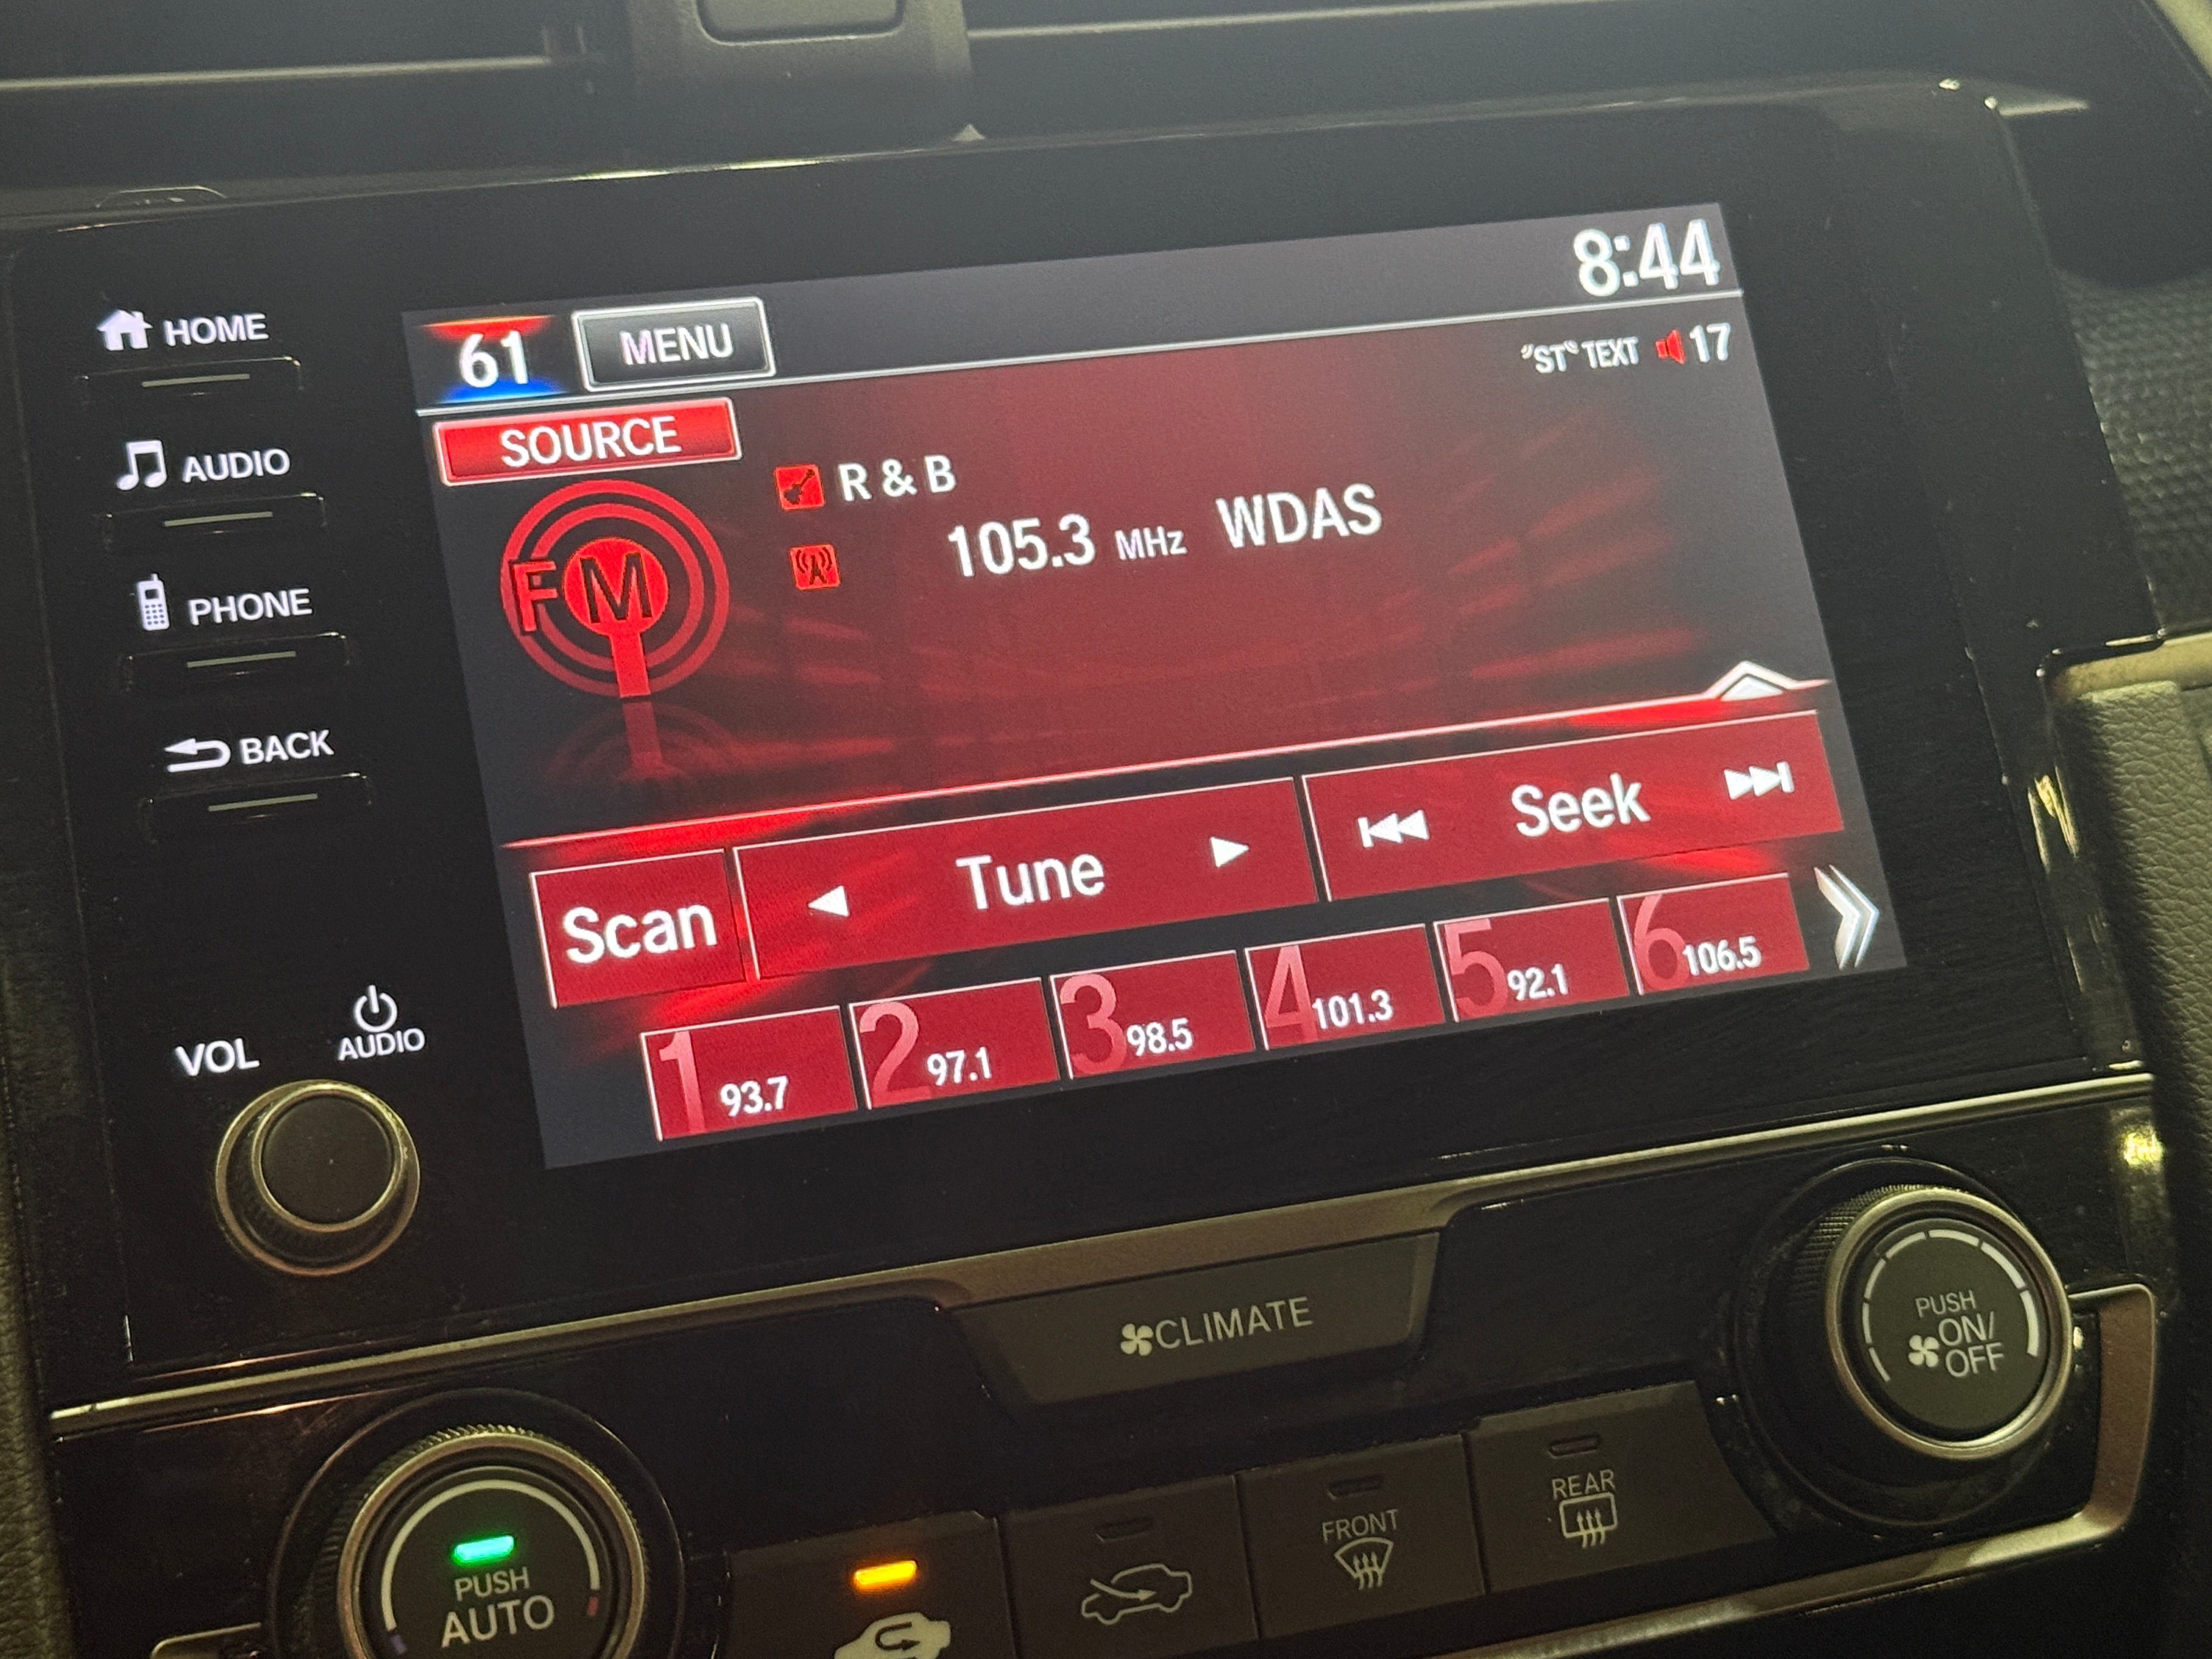 8:44
HOME
61 MENU
"ST" TEXT 17
AUDIO
SOURCE
R & B
105.3 MHz WDAS
FM
PHONE
BACK
Scan Tune Seek
1 93.7 2 97.1 3 98.5 4 101.3 5 92.1 6 106.5
VOL AUDIO
CLIMATE
PUSH
ON/
OFF
REAR
FRONT
PUSH
AUTO